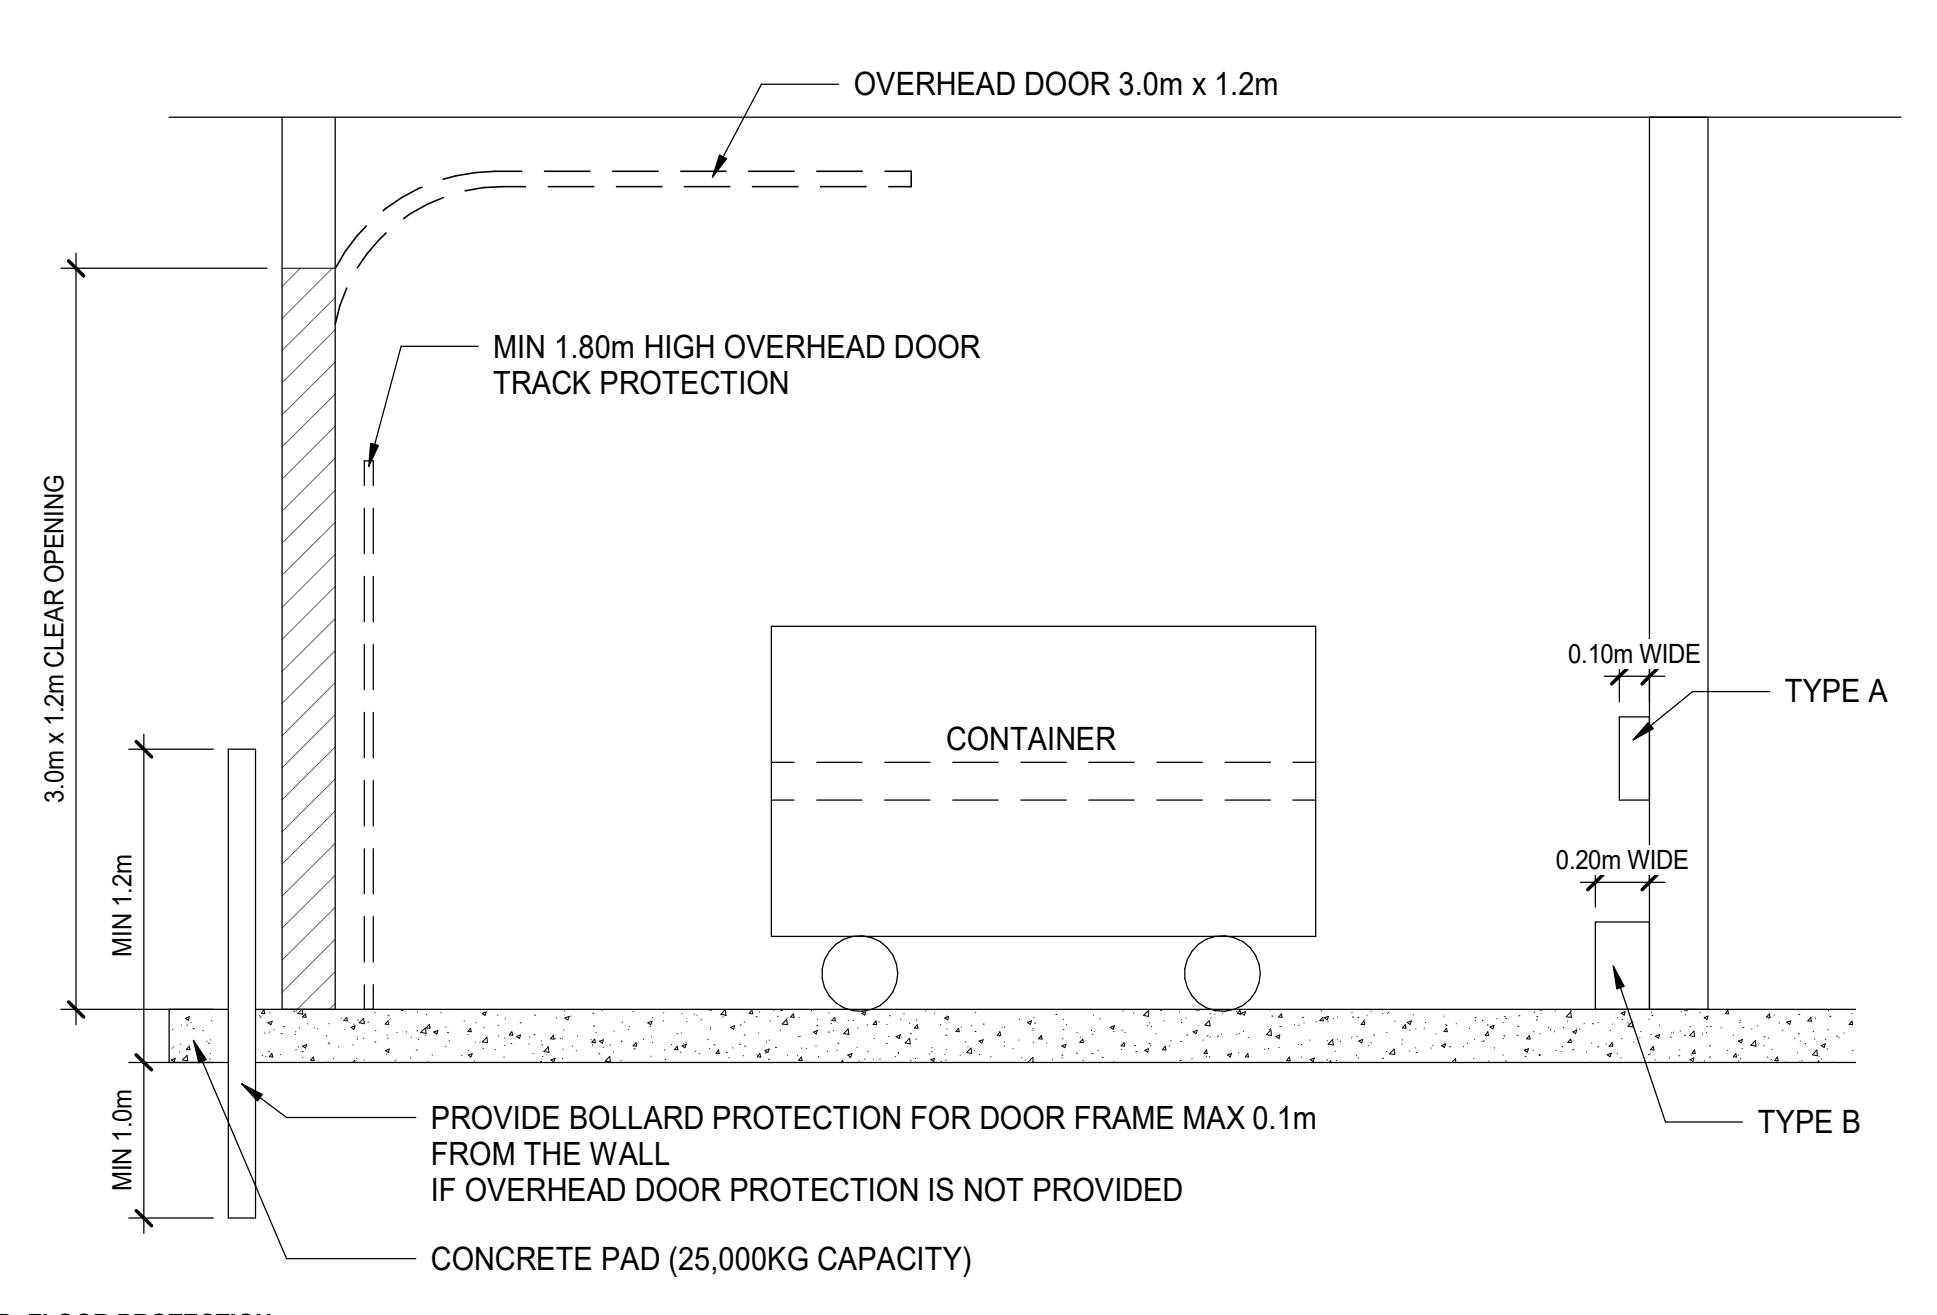 OVERHEAD DOOR 3.0m x 1.2m
MIN 1.80m HIGH OVERHEAD DOOR
TRACK PROTECTION
3.0m x 1.2m CLEAR OPENING
0.10m WIDE
TYPE A
CONTAINER
0.20m WIDE
MIN 1.2m
MIN 1.0m
PROVIDE BOLLARD PROTECTION FOR DOOR FRAME MAX 0.1m
FROM THE WALL
IF OVERHEAD DOOR PROTECTION IS NOT PROVIDED
TYPE B
CONCRETE PAD (25,000KG CAPACITY)
FLOOR PROTECTION